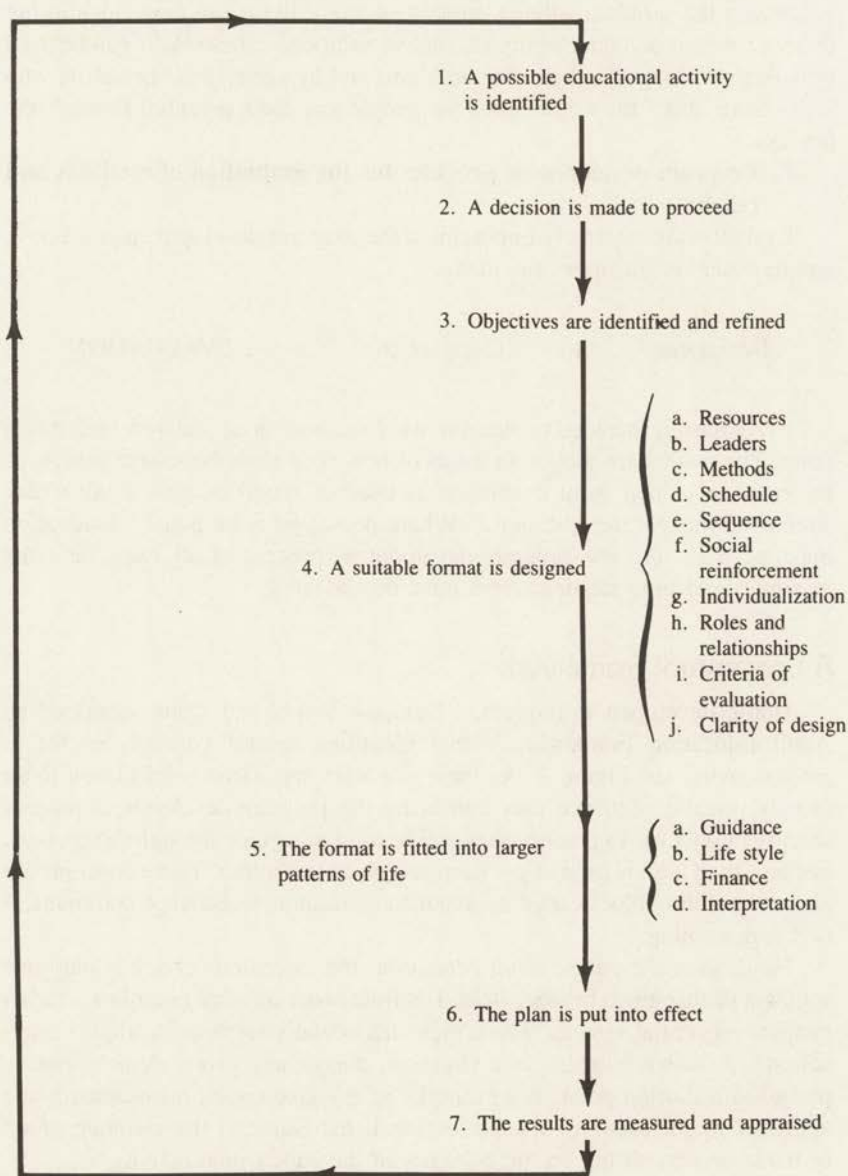 1. A possible educational activity
is identified
2. A decision is made to proceed
3. Objectives are identified and refined
4. A suitable format is designed
a. Resources
b. Leaders
c. Methods
d. Schedule
e. Sequence
f. Social
reinforcement
g. Individualization
h. Roles and
relationships
i. Criteria of
evaluation
j. Clarity of design
5. The format is fitted into larger
patterns of life
a. Guidance
b. Life style
c. Finance
d. Interpretation
6. The plan is put into effect
7. The results are measured and appraised